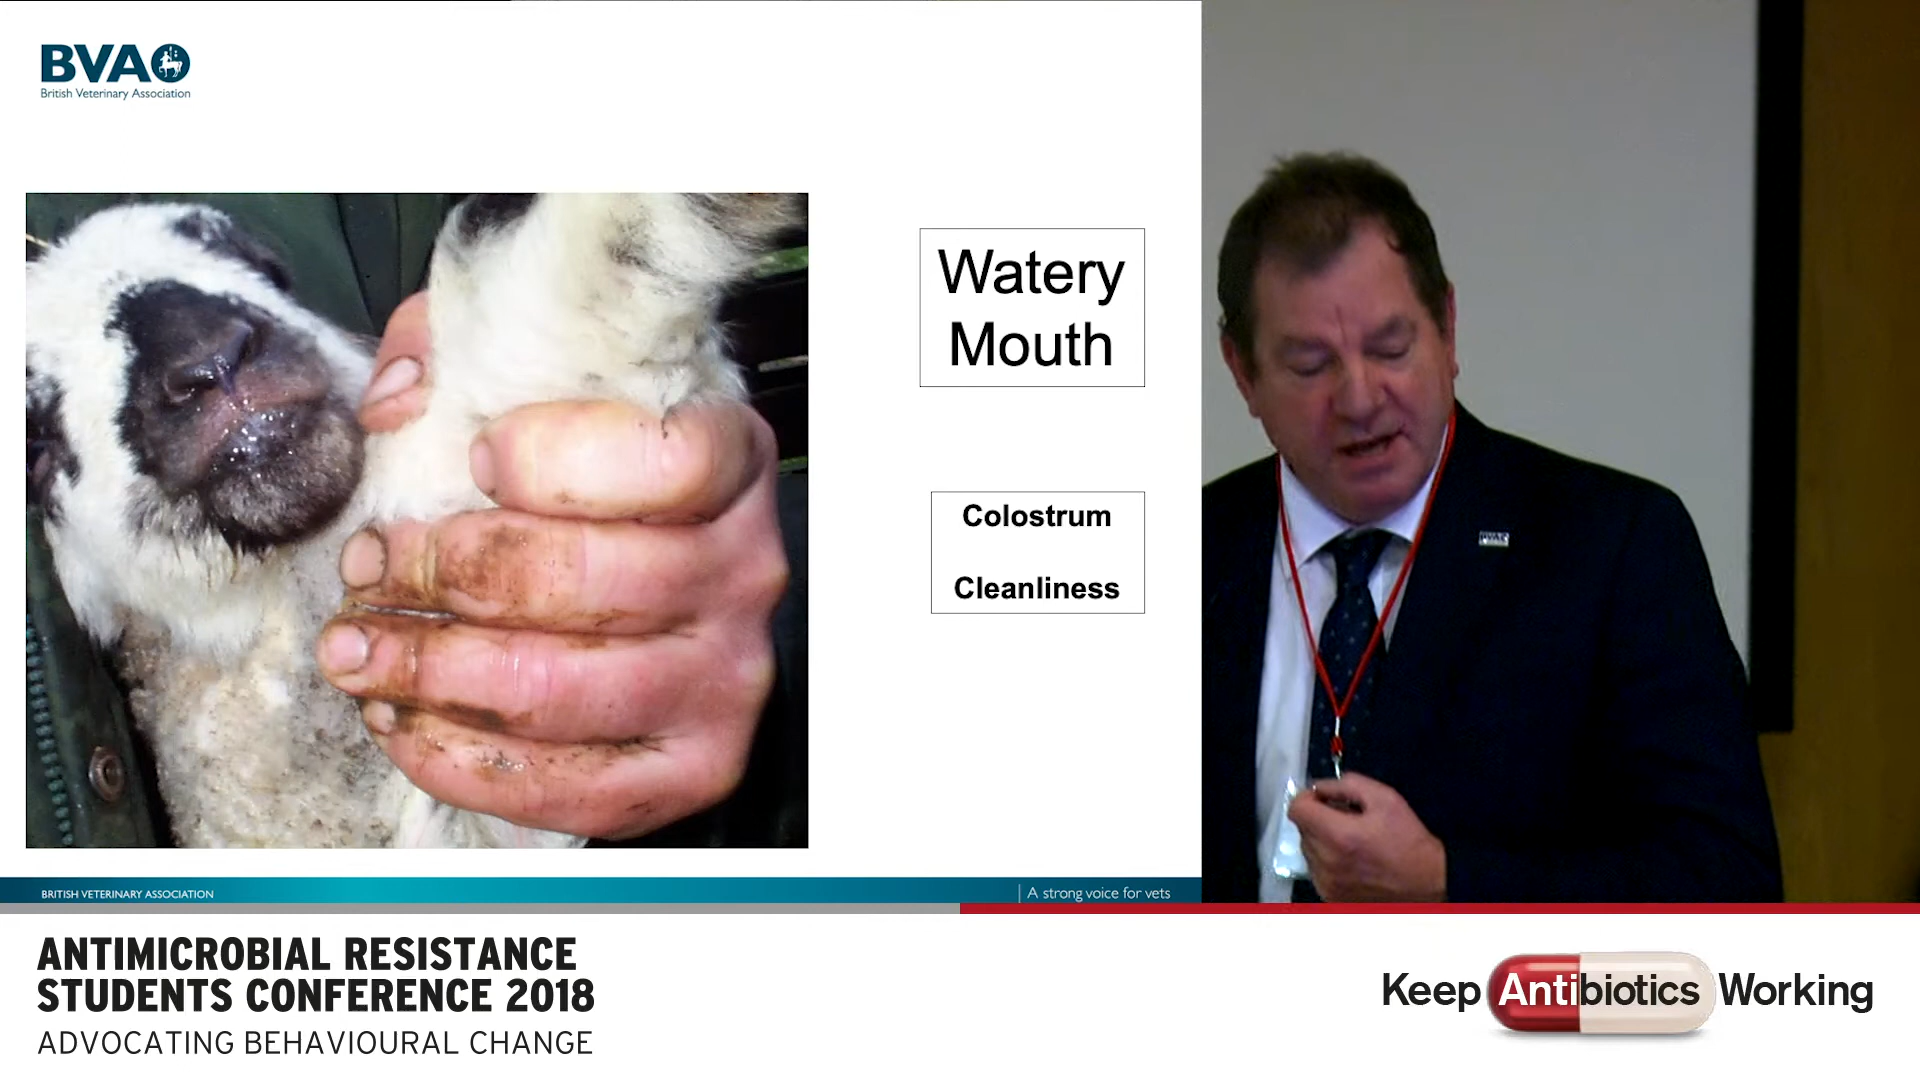 BVA
British Veterinary Association
Watery
Mouth
Colostrum
Cleanliness
BRITISH VETERINARY ASSOCIATION
A strong voice for vets
BVA
ANTIMICROBIAL RESISTANCE
STUDENTS CONFERENCE 2018
ADVOCATING BEHAVIOURAL CHANGE
Keep Antibiotics Working